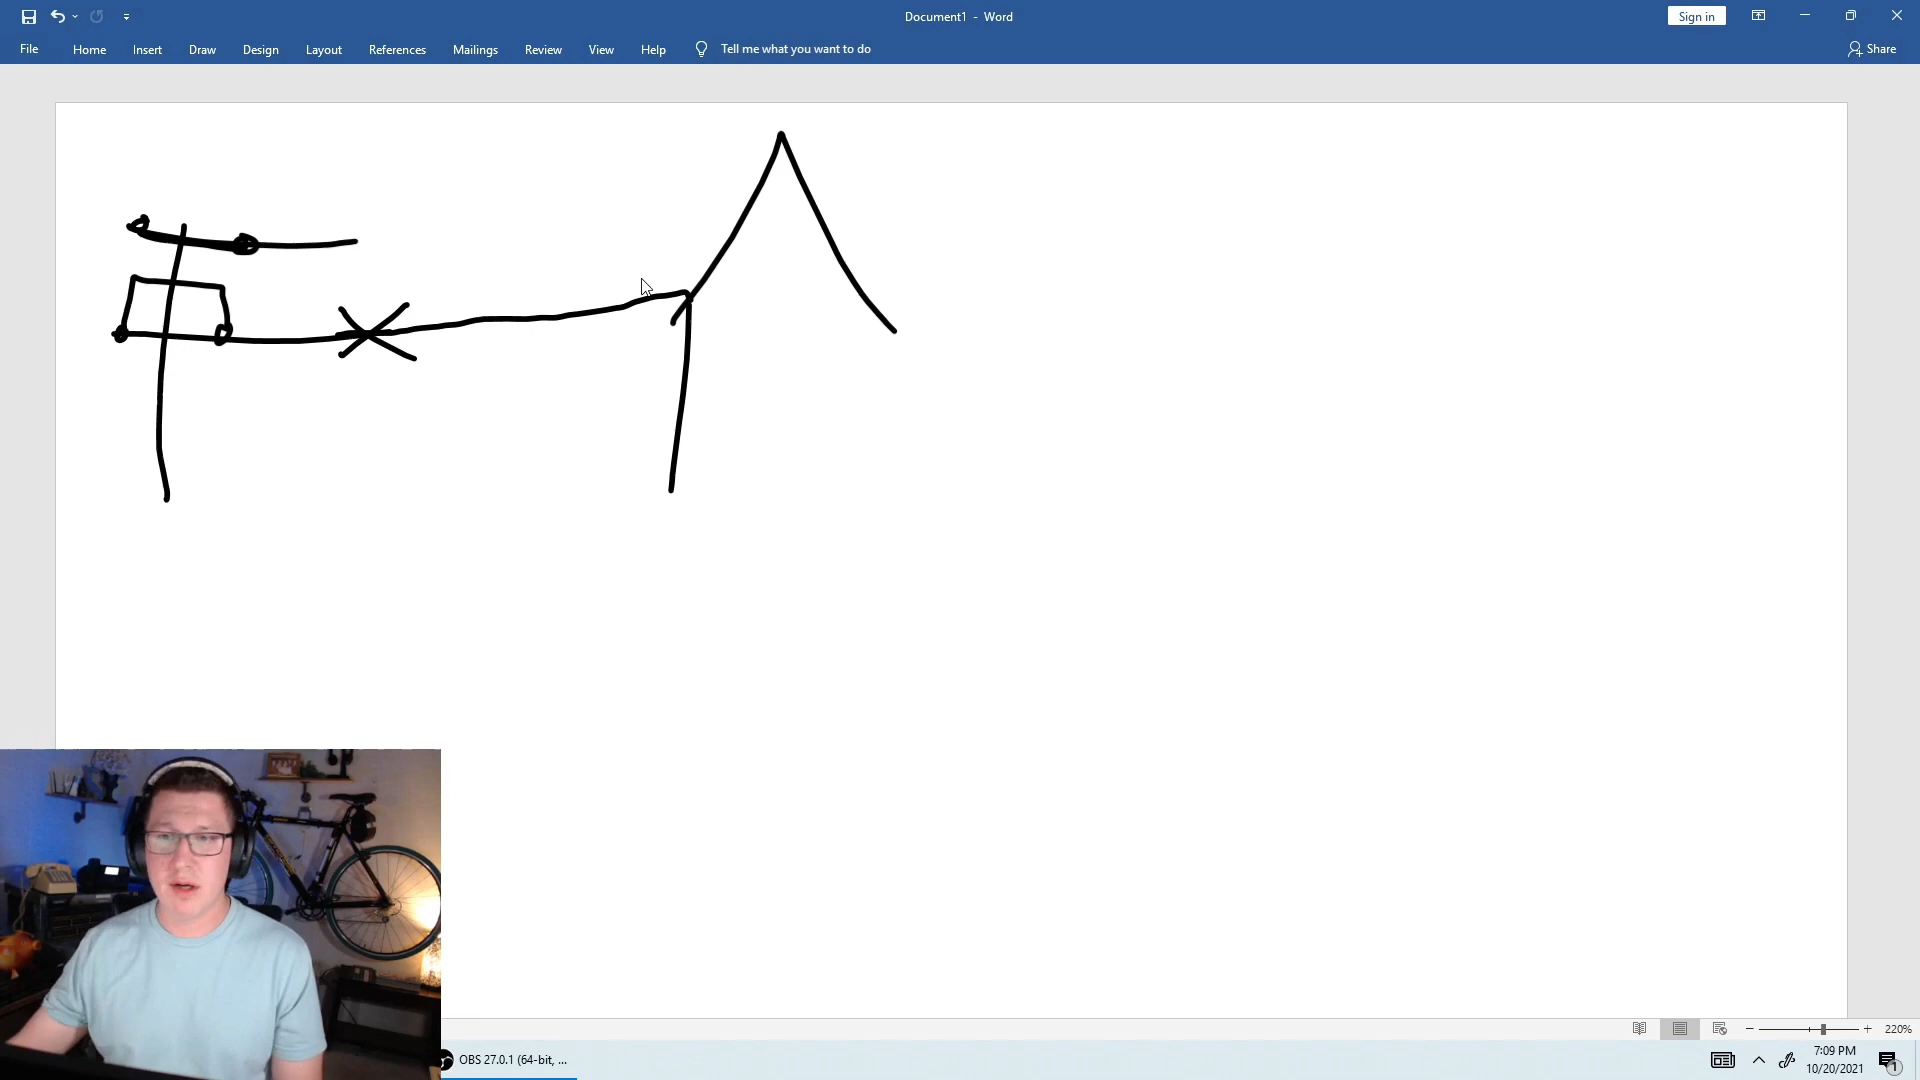 Document1 - Word
Sign in
File Home Insert Draw Design Layout References Mailings Review View Help Tell me what you want to do
Share
220%
OBS 27.0.1 (64-bit, ...
7:09 PM
10/20/2021
1